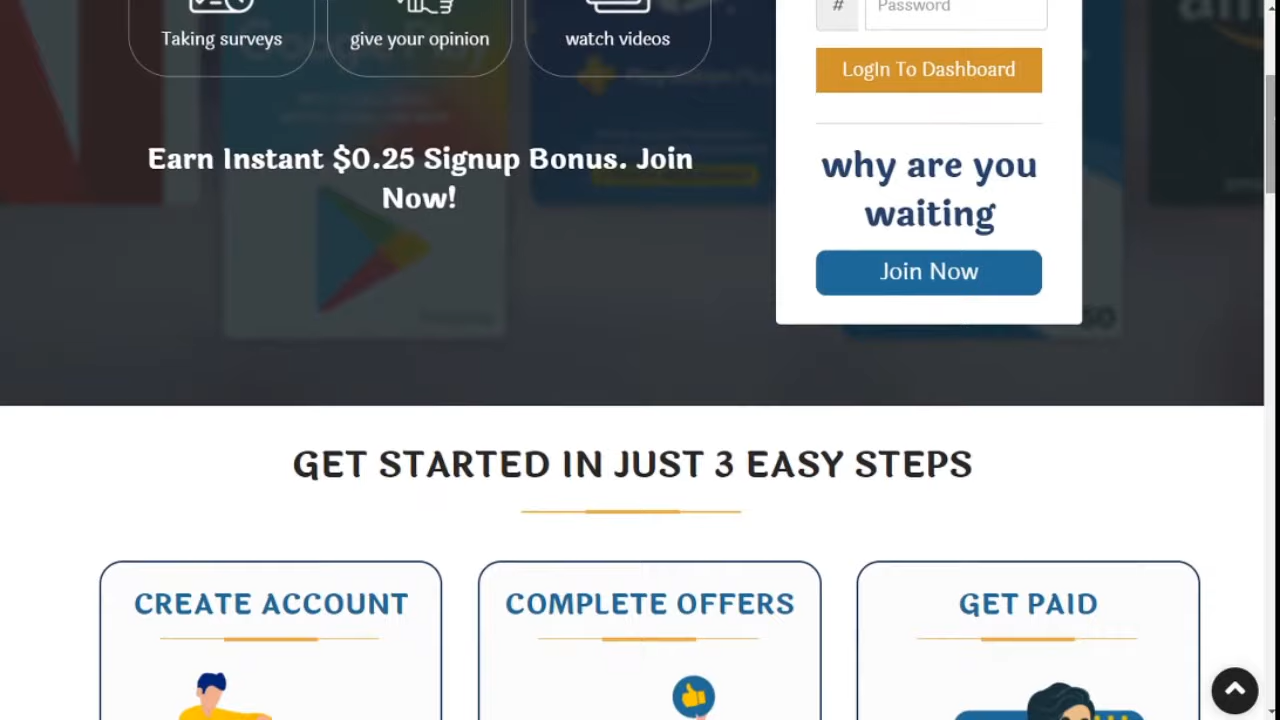 Taking surveys
give your opinion
watch videos
Earn Instant $0.25 Signup Bonus. Join
Now!
#
Password
LogIn To Dashboard
why are you
waiting
Join Now
GET STARTED IN JUST 3 EASY STEPS
CREATE ACCOUNT
COMPLETE OFFERS
GET PAID